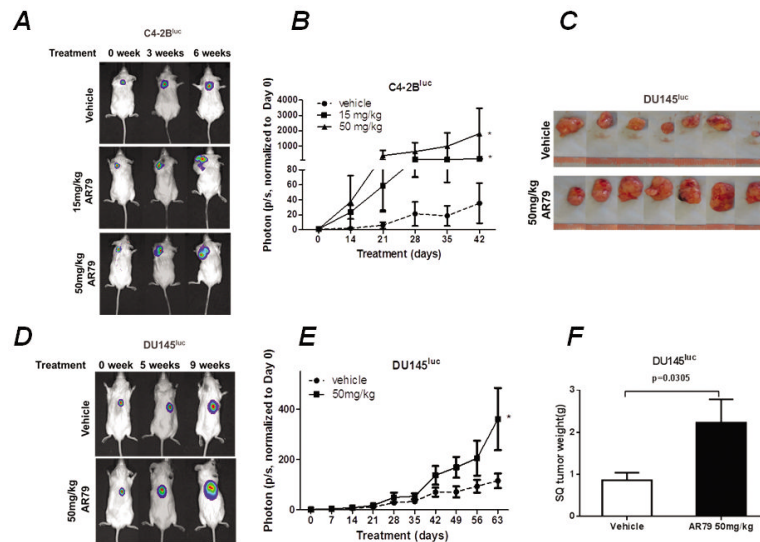 A
C4-2Bluc
Treatment 0 week 3 weeks 6 weeks
Vehicle
15mg/kg
AR79
50mg/kg
AR79
B
C4-2Bluc
vehicle
15 mg/kg
50 mg/kg
Photon (p/s, normalized to Day 0)
4000
3000
2000
1000
80
60
40
20
0
*
*
0 14 21 28 35 42
Treatment (days)
C
DU145luc
Vehicle
50mg/kg
AR79
D
DU145luc
Treatment 0 week 5 weeks 9 weeks
Vehicle
50mg/kg
AR79
E
DU145luc
vehicle
50mg/kg
Photon (p/s, normalized to Day 0)
400
200
0
*
0 7 14 21 28 35 42 49 56 63
Treatment (days)
F
DU145luc
p=0.0305
SQ tumor weight(g)
3
2
1
0
Vehicle AR79 50mg/kg